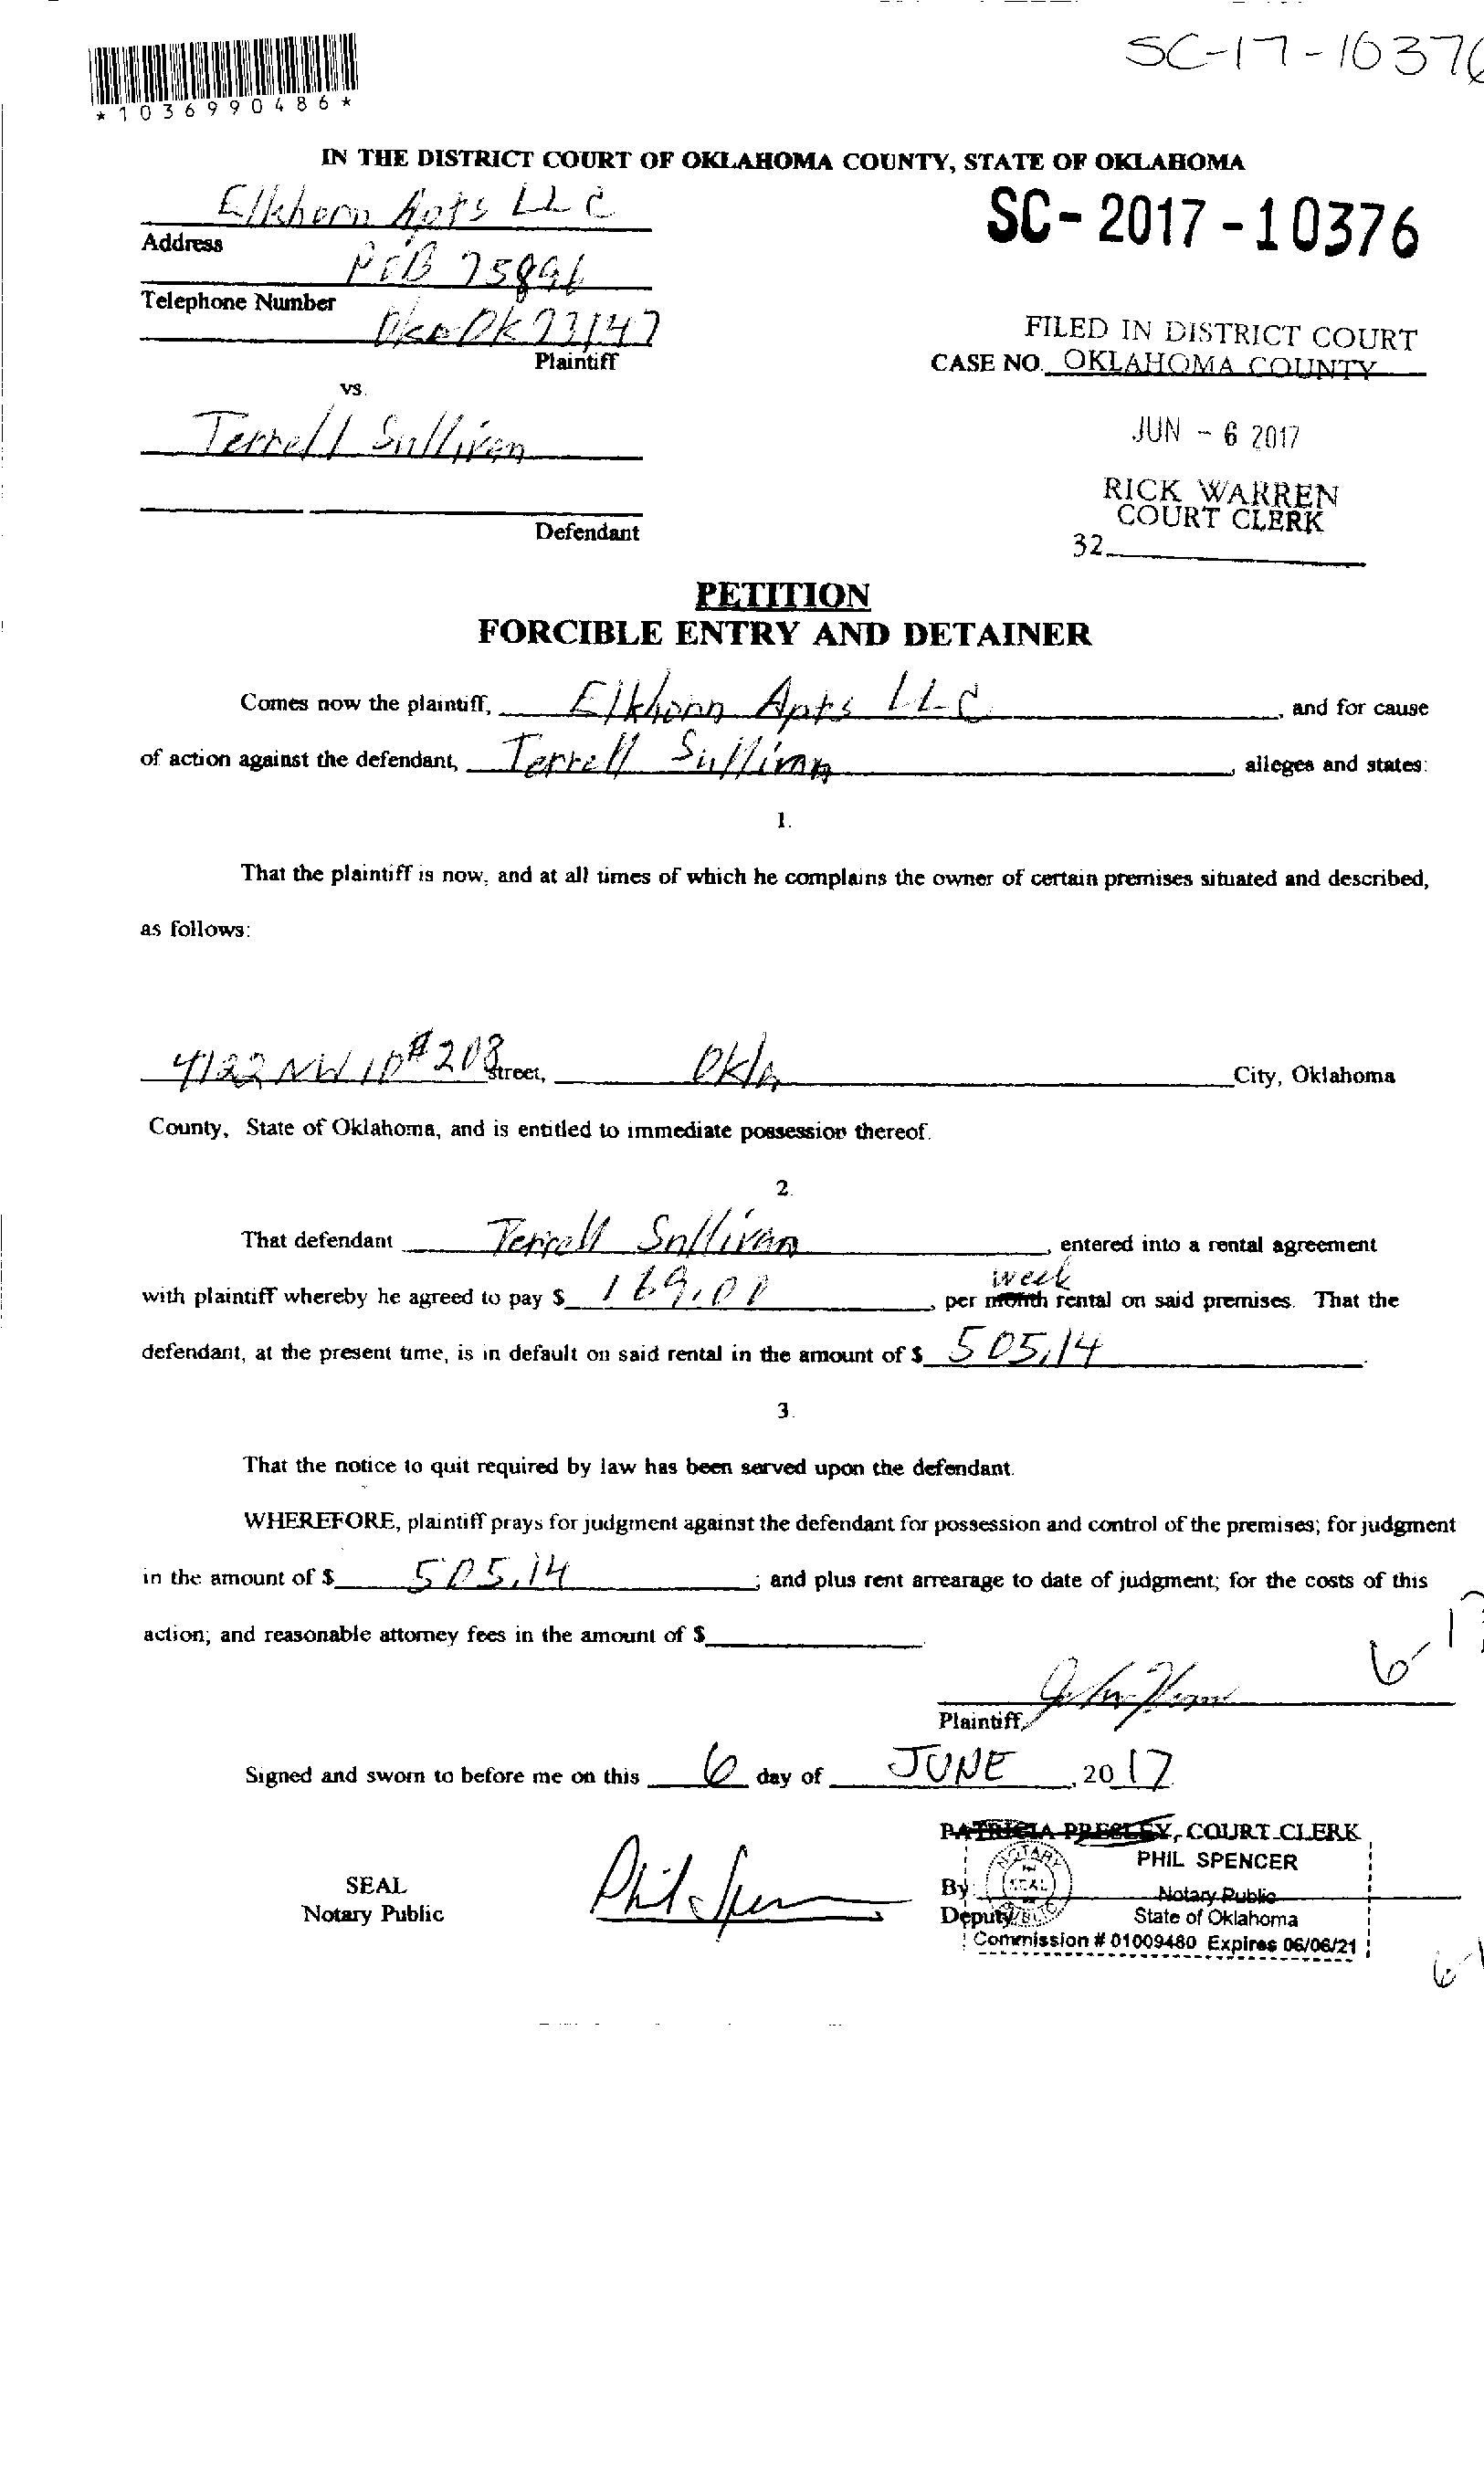 SC-17-10376
*1036990486*
IN THE DISTRICT COURT OF OKLAHOMA COUNTY, STATE OF OKLAHOMA
Elkhorn Apts LLC
SC-2017-10376
Address
75896
Telephone Number
OK 73147
Plaintiff
FILED IN DISTRICT COURT
CASE NO. OKLAHOMA COUNTY
vs.
Terrell Sullivan
JUN - 6 2017
RICK WARREN
COURT CLERK
Defendant
32
PETITION
FORCIBLE ENTRY AND DETAINER
Comes now the plaintiff, Elkhorn Apts LLC, and for cause
of action against the defendant, Terrell Sullivan, alleges and states:
1.
That the plaintiff is now, and at all times of which he complains the owner of certain premises situated and described,
as follows:
4122 NW 10 #208 Street, Okla City, Oklahoma
County, State of Oklahoma, and is entitled to immediate possession thereof.
2.
That defendant Terrell Sullivan, entered into a rental agreement
week
with plaintiff whereby he agreed to pay $ 169.00, per month rental on said premises. That the
defendant, at the present time, is in default on said rental in the amount of $ 505.14.
3.
That the notice to quit required by law has been served upon the defendant.
WHEREFORE, plaintiff prays for judgment against the defendant for possession and control of the premises; for judgment
in the amount of $ 505.14; and plus rent arrearage to date of judgment; for the costs of this
action; and reasonable attorney fees in the amount of $
Plaintiff,
Signed and sworn to before me on this 6 day of JUNE, 2017.
PATRICIA PRESLEY, COURT CLERK
PHIL SPENCER
SEAL
By
Notary Public
Notary Public
Phil Spencer
Deputy
State of Oklahoma
Commission # 01009480 Expires 06/06/21